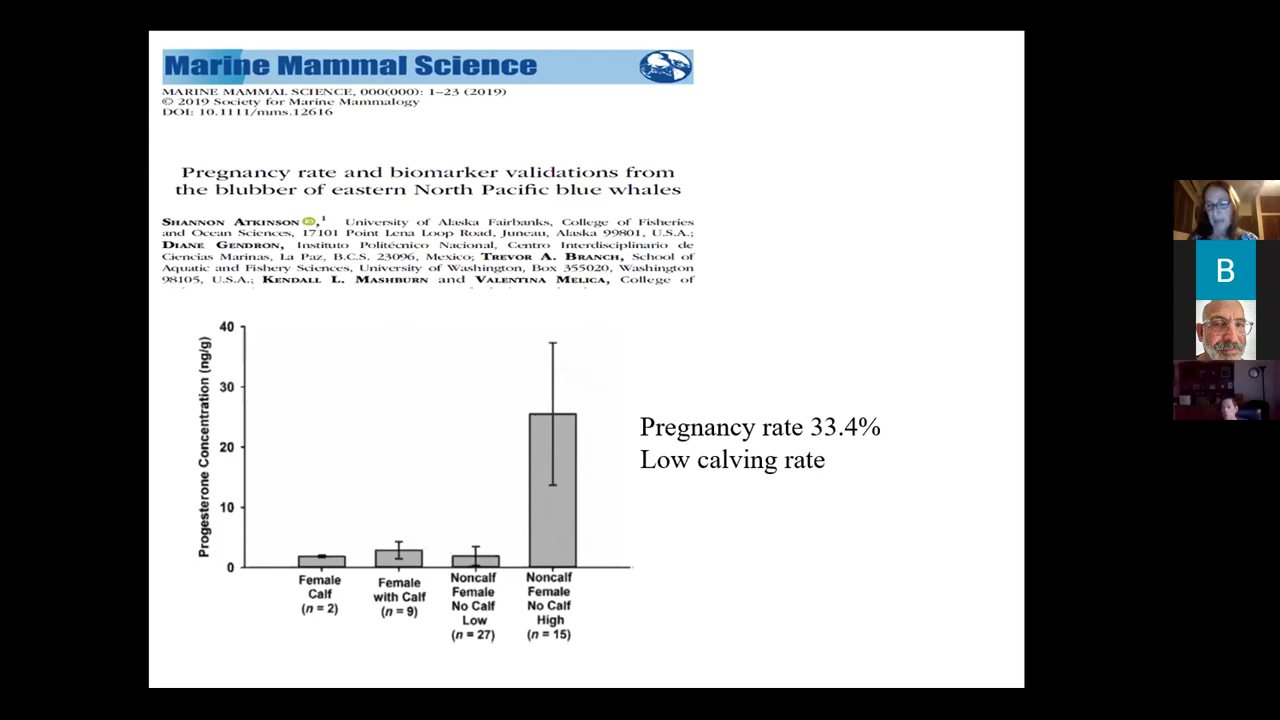 Marine Mammal Science
MARINE MAMMAL SCIENCE, 000(000): 1–23 (2019)
© 2019 Society for Marine Mammalogy
DOI: 10.1111/mms.12616
Pregnancy rate and biomarker validations from
the blubber of eastern North Pacific blue whales
SHANNON ATKINSON ,1 University of Alaska Fairbanks, College of Fisheries
and Ocean Sciences, 17101 Point Lena Loop Road, Juneau, Alaska 99801, U.S.A.;
DIANE GENDRON, Instituto Politécnico Nacional, Centro Interdisciplinario de
Ciencias Marinas, La Paz, B.C.S. 23096, Mexico; TREVOR A. BRANCH, School of
Aquatic and Fishery Sciences, University of Washington, Box 355020, Washington
98105, U.S.A.; KENDALL L. MASHBURN and VALENTINA MELICA, College of
Progesterone Concentration (ng/g)
40
30
20
10
0
Female
Calf
(n = 2)
Female
with Calf
(n = 9)
Noncalf
Female
No Calf
Low
(n = 27)
Noncalf
Female
No Calf
High
(n = 15)
Pregnancy rate 33.4%
Low calving rate
B